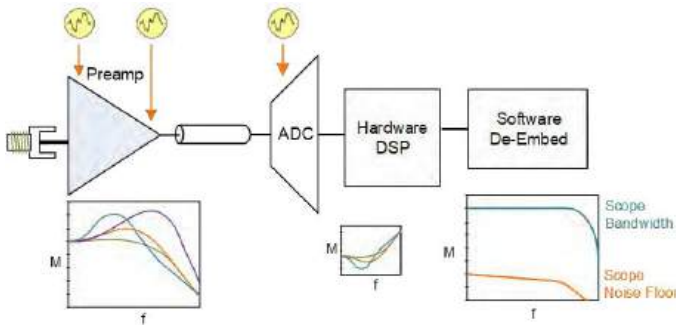 Preamp
ADC
Hardware
DSP
Software
De-Embed
M
f
M
f
M
f
Scope
Bandwidth
Scope
Noise Floor